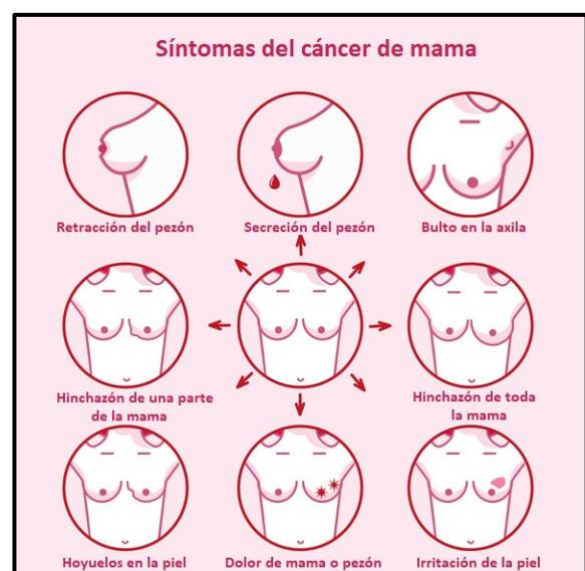 Síntomas del cáncer de mama
Retracción del pezón
Secreción del pezón
Bulto en la axila
Hinchazón de una parte
de la mama
Hinchazón de toda
la mama
Hoyuelos en la piel
Dolor de mama o pezón
Irritación de la piel